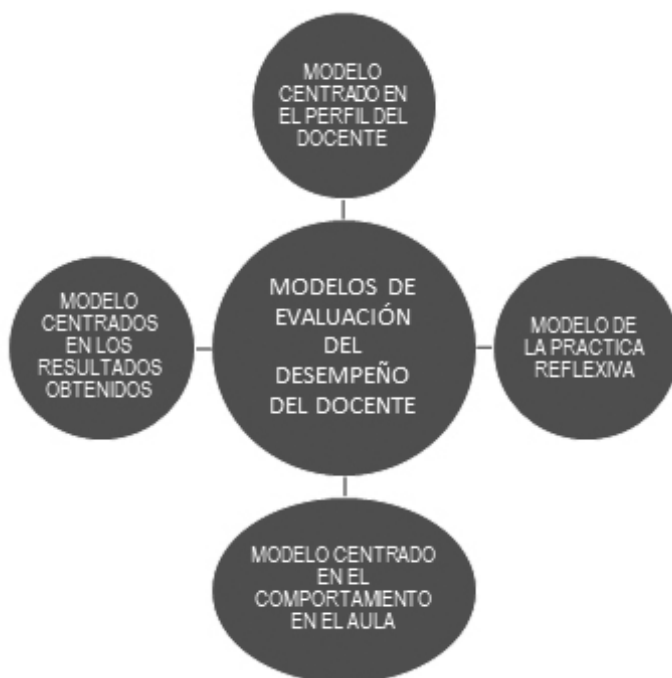 MODELO
CENTRADO EN
EL PERFIL DEL
DOCENTE
MODELO
CENTRADOS
EN LOS
RESULTADOS
OBTENIDOS
MODELOS DE
EVALUACIÓN
DEL
DESEMPEÑO
DEL DOCENTE
MODELO DE
LA PRACTICA
REFLEXIVA
MODELO CENTRADO
EN EL
COMPORTAMIENTO
EN EL AULA